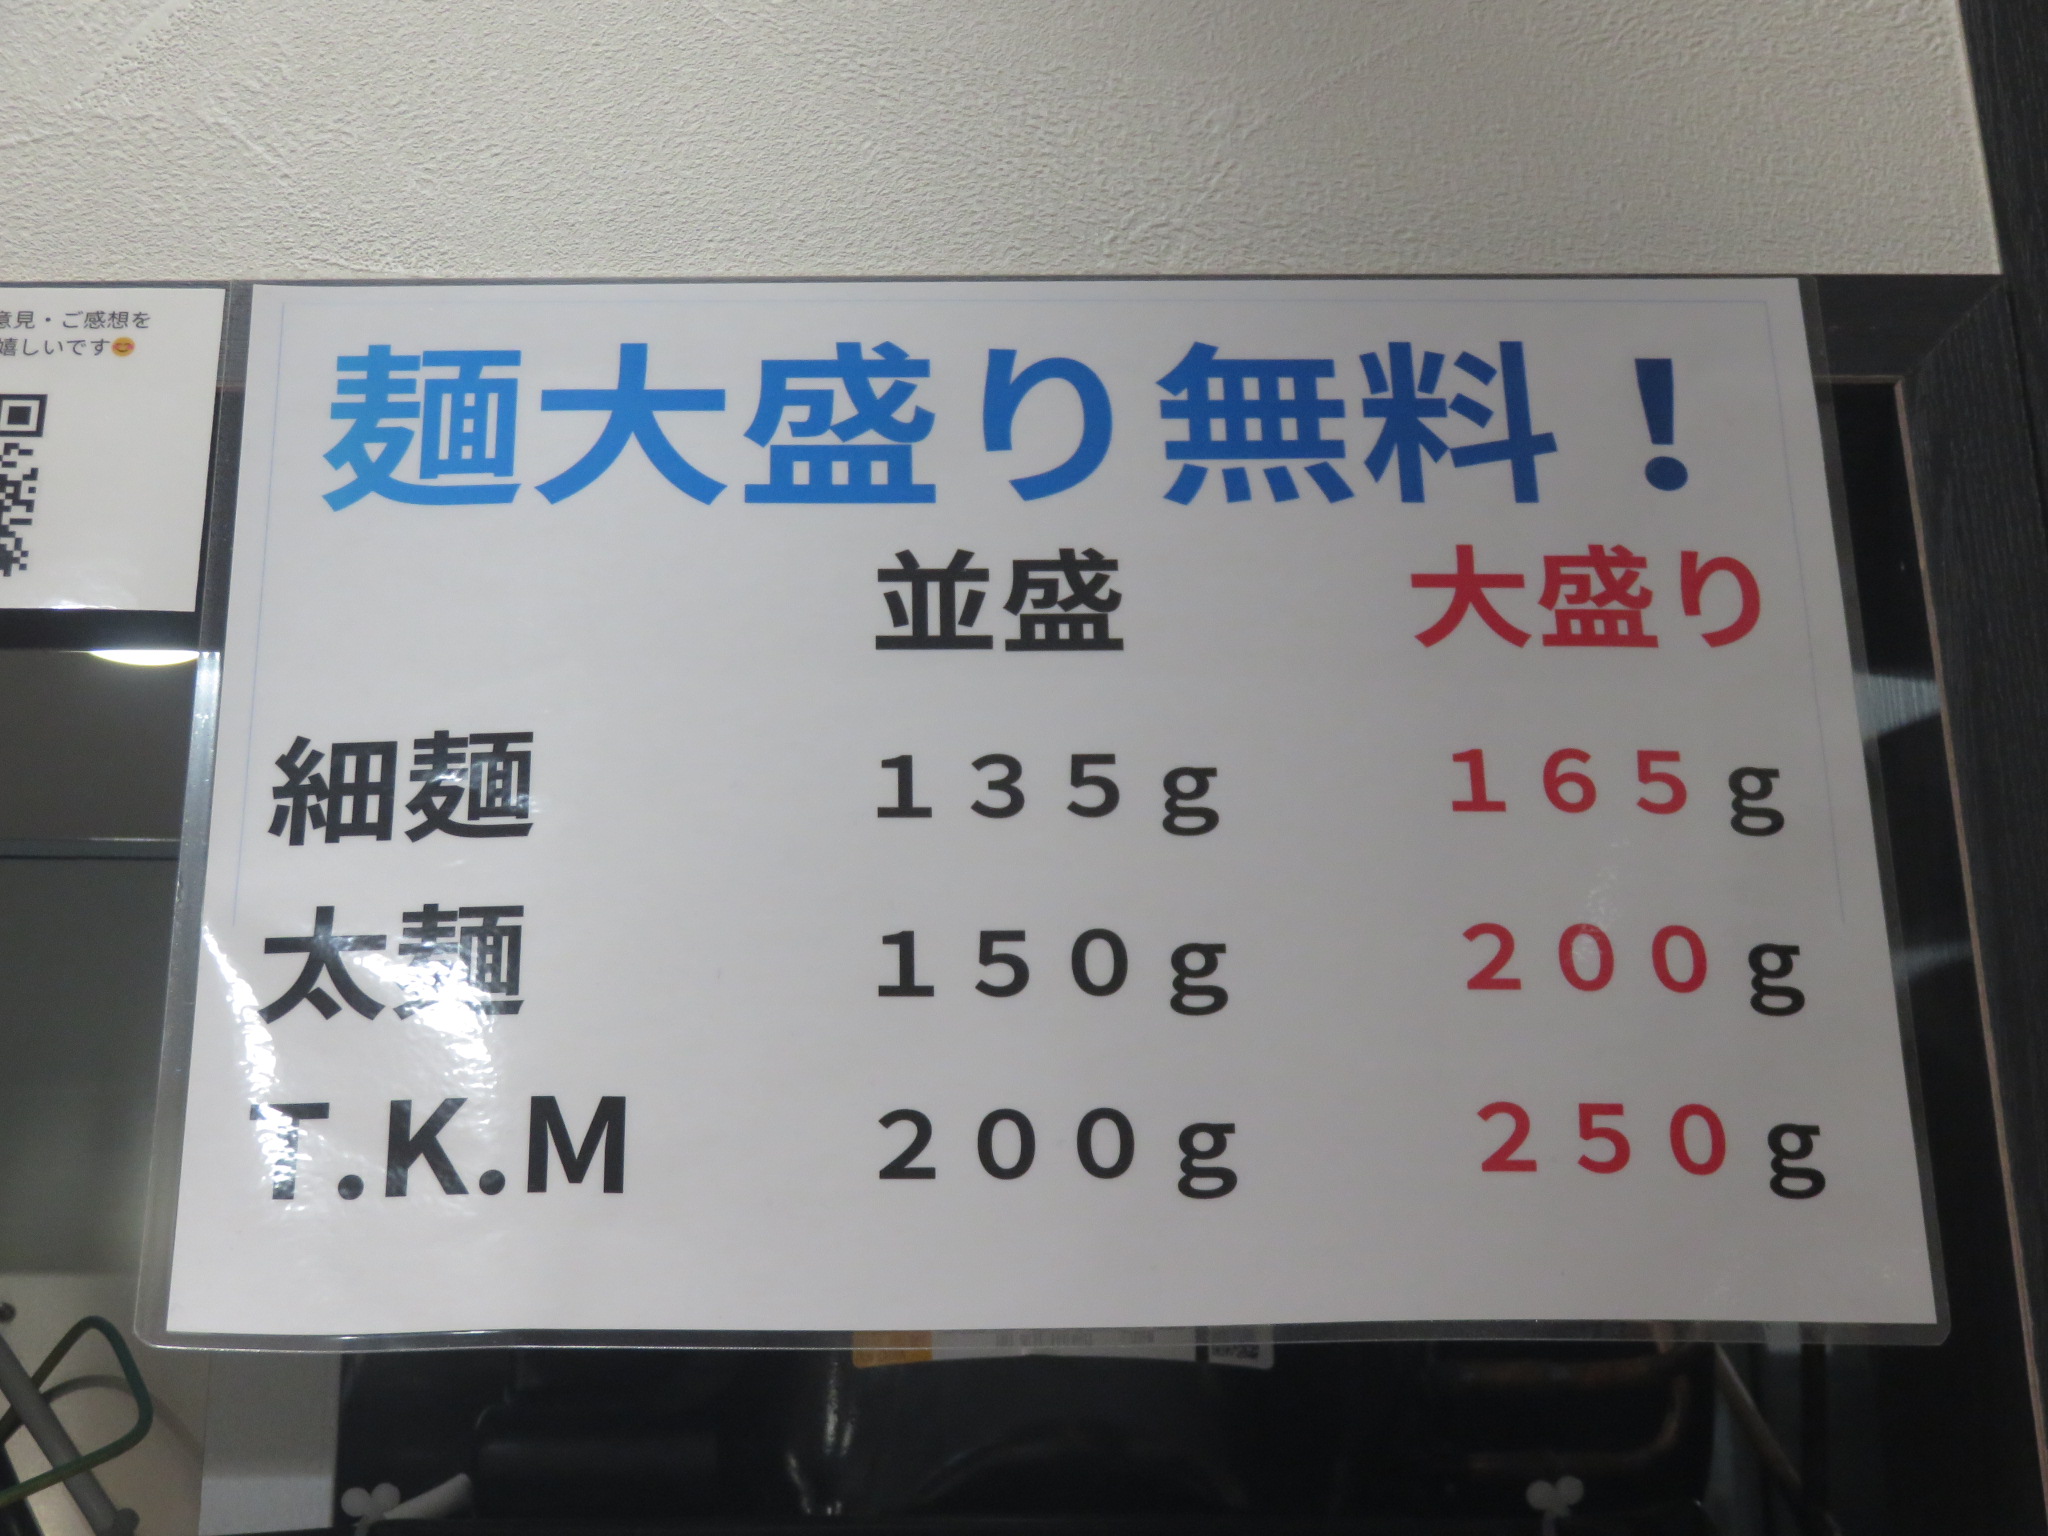 意見・ご感想を
嬉しいです😊
麺大盛り無料！
並盛 大盛り
細麺 １３５ｇ １６５ｇ
太麺 １５０ｇ ２００ｇ
T.K.M ２００ｇ ２５０ｇ